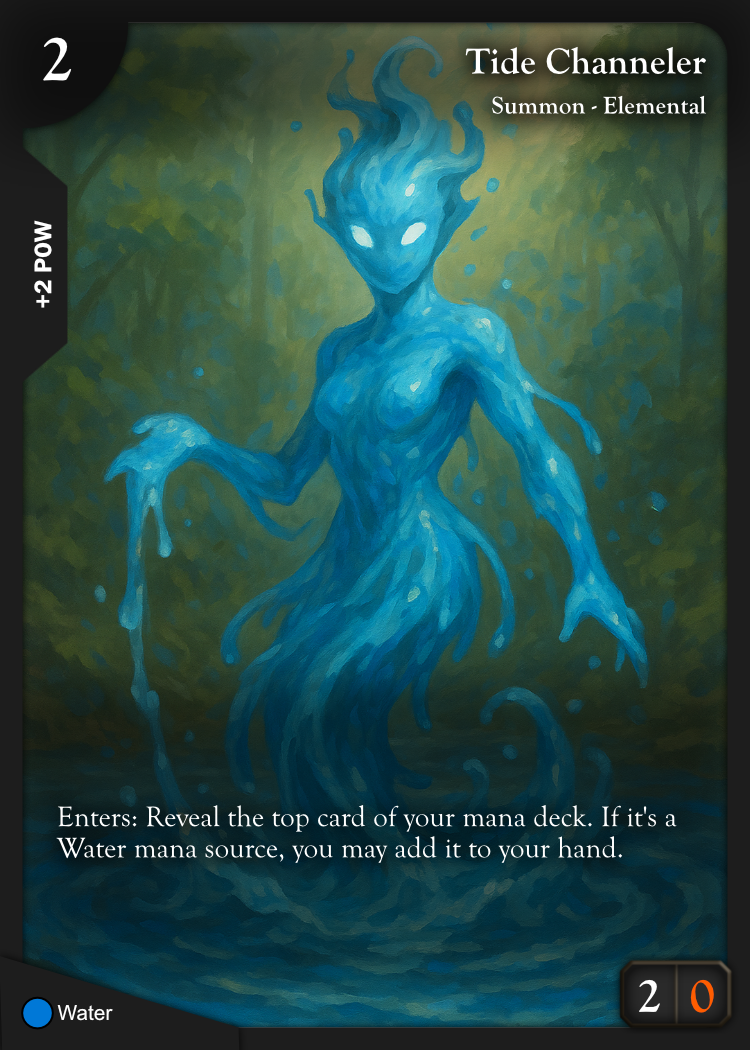 2
Tide Channeler
Summon - Elemental
+2 POW
Enters: Reveal the top card of your mana deck. If it's a
Water mana source, you may add it to your hand.
Water
2 0